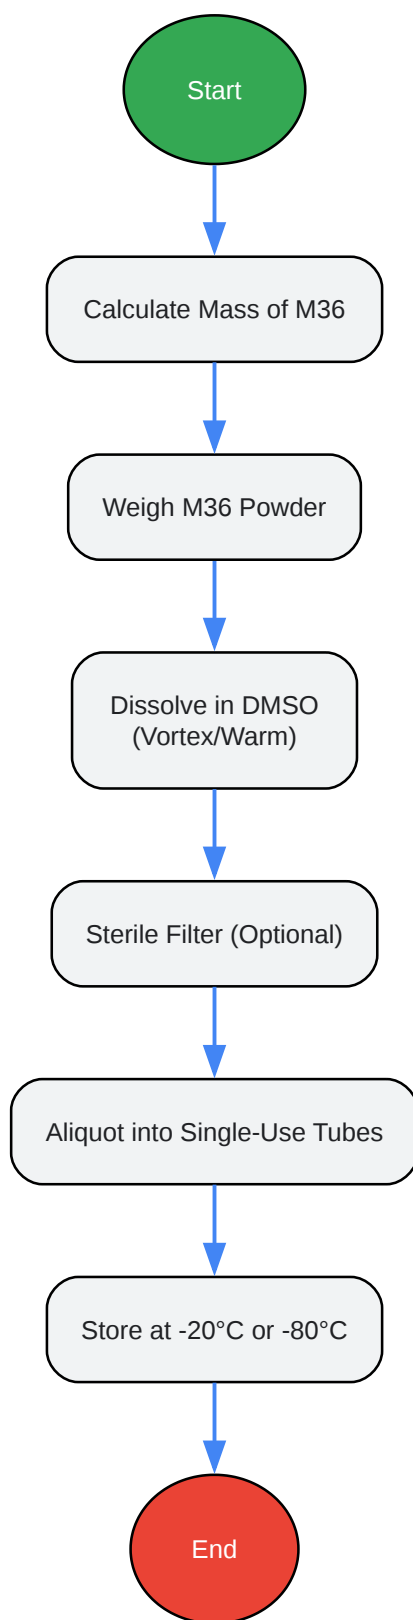 Start
Calculate Mass of M36
Weigh M36 Powder
Dissolve in DMSO
(Vortex/Warm)
Sterile Filter (Optional)
Aliquot into Single-Use Tubes
Store at -20°C or -80°C
End